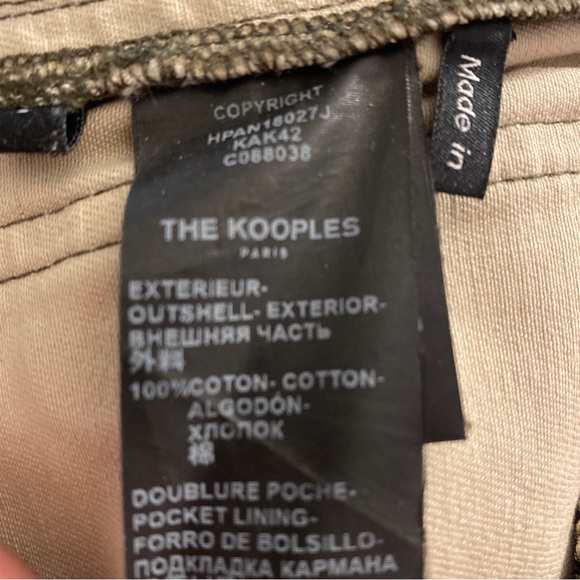 COPYRIGHT
HPAN18027J
KAK42
C088038
THE KOOPLES
PARIS
EXTERIEUR-
OUTSHELL- EXTERIOR-
ВНЕШНЯЯ ЧАСТЬ
外料
100%COTON- COTTON-
ALGODÓN-
ХЛОПОК
棉
DOUBLURE POCHE-
POCKET LINING-
FORRO DE BOLSILLO-
ПОДКЛАДКА КАРМАНА
Made in